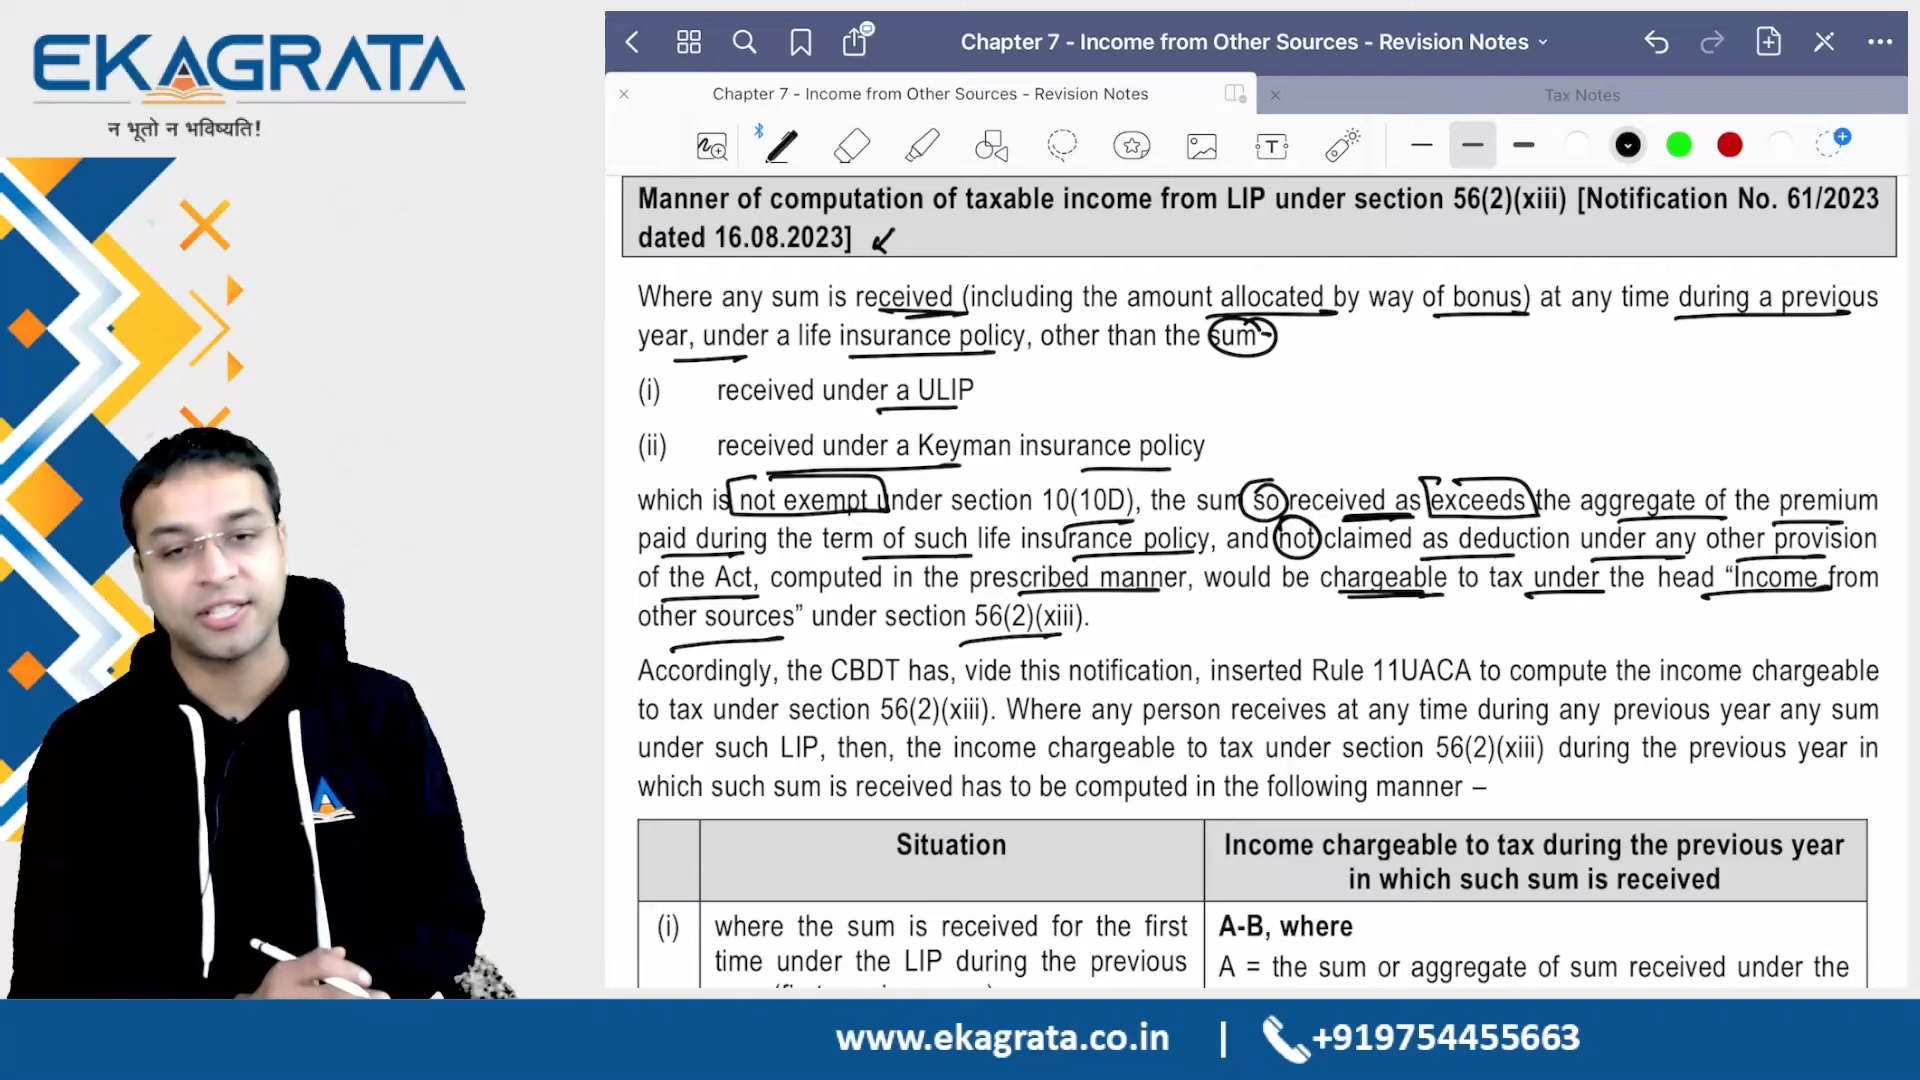 EKAGRATA
न भूतो न भविष्यति!
Chapter 7 - Income from Other Sources - Revision Notes
Chapter 7 - Income from Other Sources - Revision Notes
Tax Notes
Manner of computation of taxable income from LIP under section 56(2)(xiii) [Notification No. 61/2023
dated 16.08.2023]
Where any sum is received (including the amount allocated by way of bonus) at any time during a previous
year, under a life insurance policy, other than the sum-
(i) received under a ULIP
(ii) received under a Keyman insurance policy
which is not exempt under section 10(10D), the sum so received as exceeds the aggregate of the premium
paid during the term of such life insurance policy, and not claimed as deduction under any other provision
of the Act, computed in the prescribed manner, would be chargeable to tax under the head “Income from
other sources” under section 56(2)(xiii).
Accordingly, the CBDT has, vide this notification, inserted Rule 11UACA to compute the income chargeable
to tax under section 56(2)(xiii). Where any person receives at any time during any previous year any sum
under such LIP, then, the income chargeable to tax under section 56(2)(xiii) during the previous year in
which such sum is received has to be computed in the following manner –
Situation
Income chargeable to tax during the previous year
in which such sum is received
(i) where the sum is received for the first
time under the LIP during the previous
A-B, where
A = the sum or aggregate of sum received under the
www.ekagrata.co.in | +919754455663